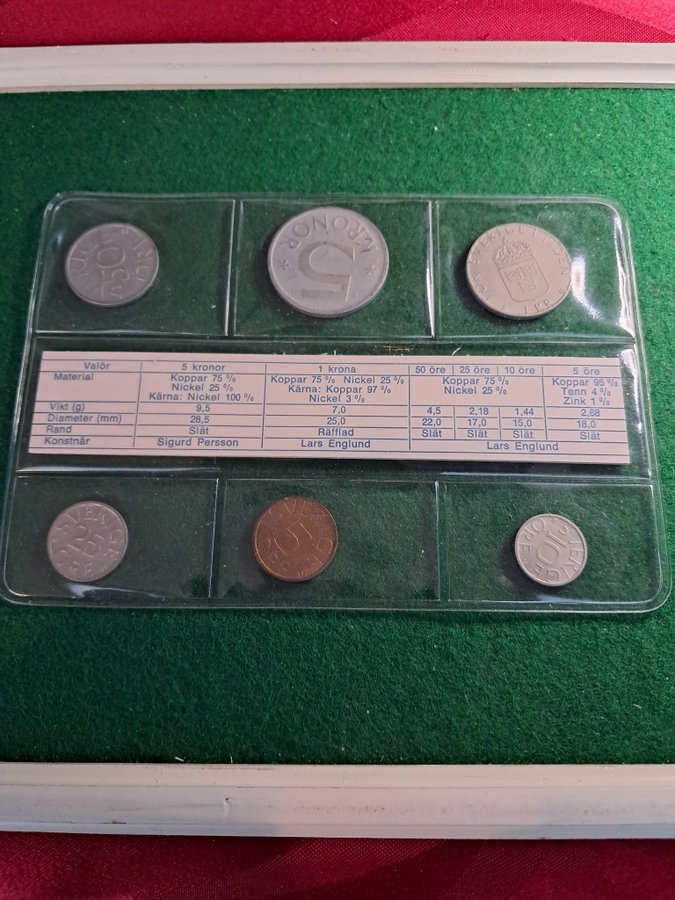 50 ÖRE
5 KRONOR
SVERIGE
1 KR
Valör 5 kronor 1 krona 50 öre 25 öre 10 öre 5 öre
Material Koppar 75 % Koppar 75 % Nickel 25 % Koppar 75 % Koppar 95 %
Nickel 25 % Kärna: Koppar 97 % Nickel 25 % Tenn 4 %
Kärna: Nickel 100 % Nickel 3 % Zink 1 %
Vikt (g) 9,5 7,0 4,5 2,18 1,44 2,68
Diameter (mm) 28,5 25,0 22,0 17,0 15,0 18,0
Rand Slät Räfflad Slät Slät Slät Slät
Konstnär Sigurd Persson Lars Englund Lars Englund
SVERIGE 25
SVERIGE 5
SVERIGE 10 ÖRE